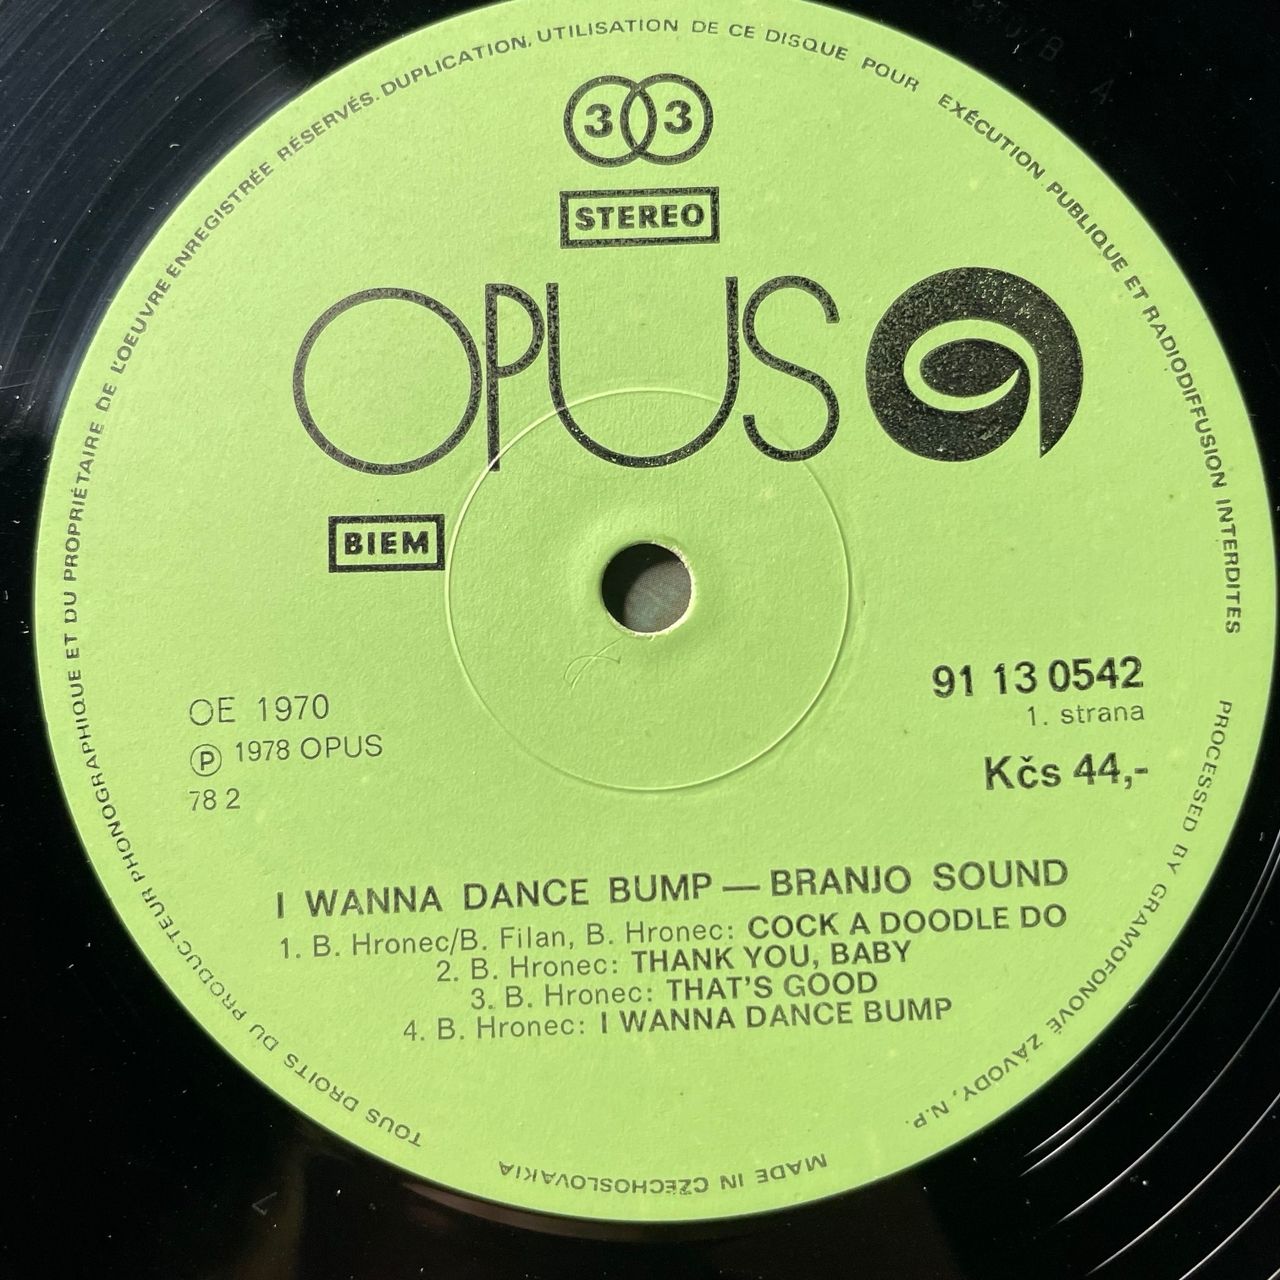 TOUS DROITS DU PRODUCTEUR PHONOGRAPHIQUE ET DU PROPRIÉTAIRE DE L'OEUVRE ENREGISTRÉE RÉSERVÉS. DUPLICATION, UTILISATION DE CE DISQUE POUR EXÉCUTION PUBLIQUE ET RADIODIFFUSION INTERDITES
33
STEREO
OPUS
BIEM
OE 1970
℗ 1978 OPUS
78 2
91 13 0542
1. strana
Kčs 44,-
I WANNA DANCE BUMP — BRANJO SOUND
1. B. Hronec/B. Filan, B. Hronec: COCK A DOODLE DO
2. B. Hronec: THANK YOU, BABY
3. B. Hronec: THAT'S GOOD
4. B. Hronec: I WANNA DANCE BUMP
PROCESSED BY GRAMOFONOVÉ ZÁVODY, N.P.
MADE IN CZECHOSLOVAKIA